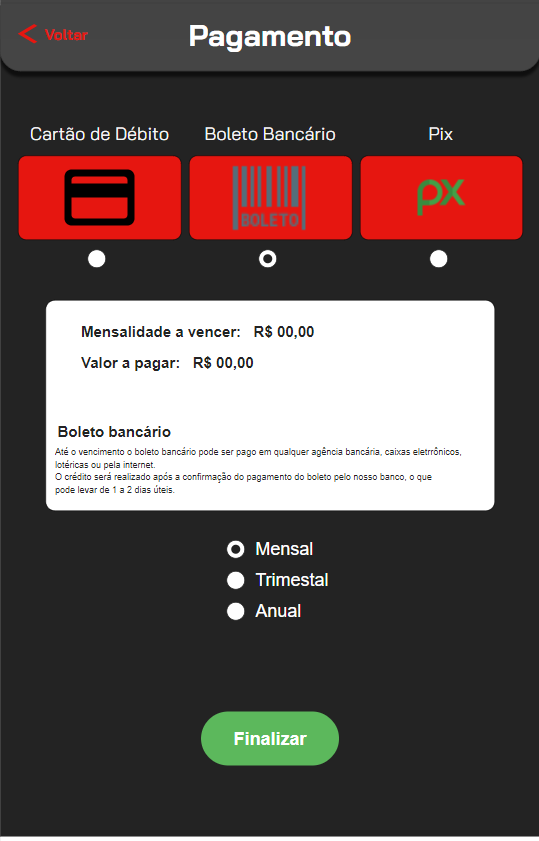 Voltar
Pagamento
Cartão de Débito
Boleto Bancário
Pix
BOLETO
px
Mensalidade a vencer: R$ 00,00
Valor a pagar: R$ 00,00
Boleto bancário
Até o vencimento o boleto bancário pode ser pago em qualquer agência bancária, caixas eletrrônicos,
lotéricas ou pela internet.
O crédito será realizado após a confirmação do pagamento do boleto pelo nosso banco, o que
pode levar de 1 a 2 dias úteis.
Mensal
Trimestal
Anual
Finalizar